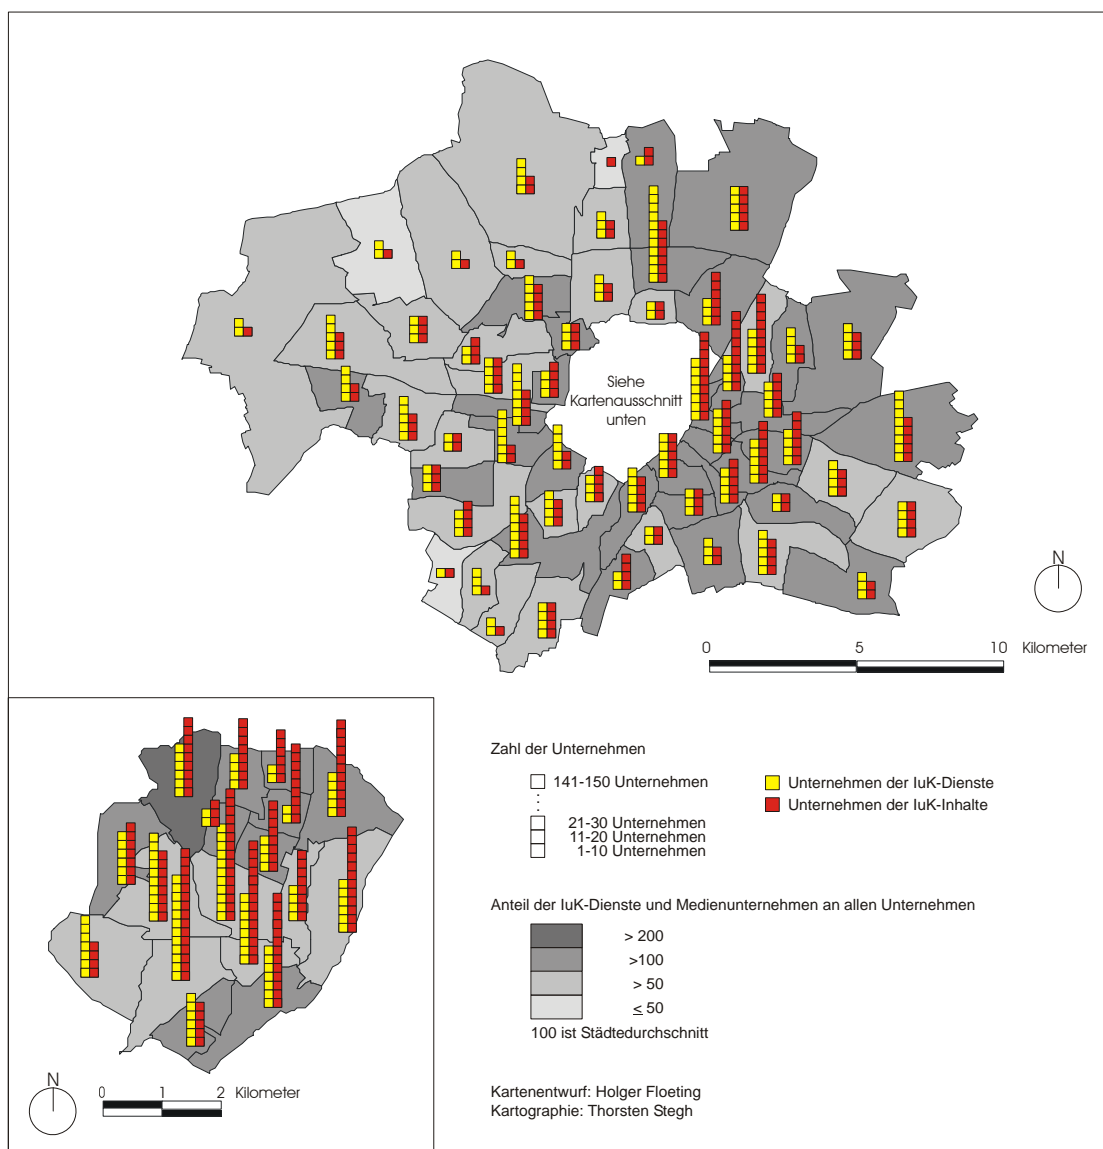 Siehe
Kartenausschnitt
unten
N
0 5 10 Kilometer
Zahl der Unternehmen
141-150 Unternehmen
21-30 Unternehmen
11-20 Unternehmen
1-10 Unternehmen
Unternehmen der IuK-Dienste
Unternehmen der IuK-Inhalte
Anteil der IuK-Dienste und Medienunternehmen an allen Unternehmen
> 200
>100
> 50
≤ 50
100 ist Städtedurchschnitt
N
0 1 2 Kilometer
Kartenentwurf: Holger Floeting
Kartographie: Thorsten Stegh